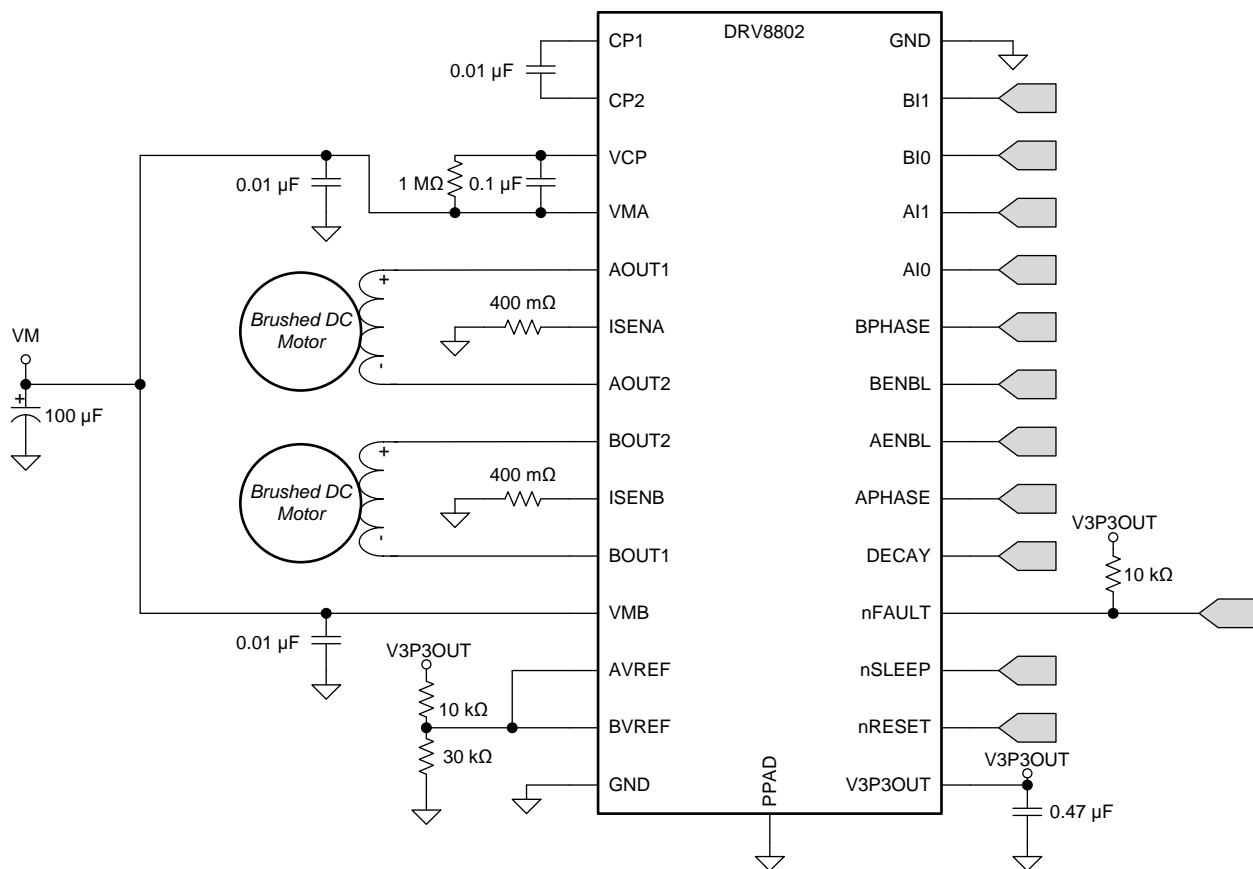 DRV8802
CP1
GND
0.01 µF
CP2
BI1
VCP
BI0
0.01 µF
1 MΩ
0.1 µF
VMA
AI1
AOUT1
AI0
+
400 mΩ
Brushed DC
Motor
ISENA
BPHASE
VM
-
AOUT2
BENBL
+
100 µF
BOUT2
AENBL
+
400 mΩ
Brushed DC
Motor
ISENB
APHASE
V3P3OUT
-
BOUT1
DECAY
10 kΩ
VMB
nFAULT
0.01 µF
V3P3OUT
AVREF
nSLEEP
10 kΩ
BVREF
nRESET
30 kΩ
V3P3OUT
GND
PPAD
V3P3OUT
0.47 µF